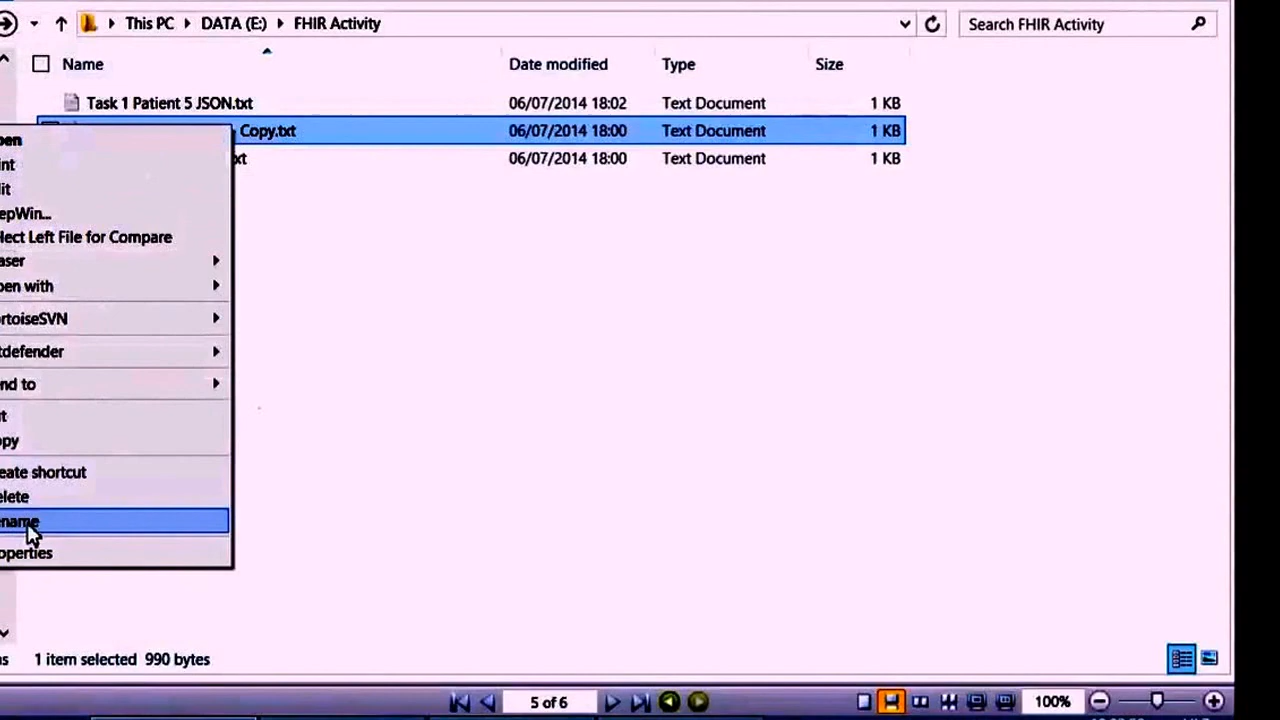 This PC DATA (E:) FHIR Activity Search FHIR Activity
Name Date modified Type Size
Task 1 Patient 5 JSON.txt 06/07/2014 18:02 Text Document 1 KB
Copy.txt 06/07/2014 18:00 Text Document 1 KB
xt 06/07/2014 18:00 Text Document 1 KB
pen
int
lit
epWin...
lect Left File for Compare
aser
pen with
ortoiseSVN
tdefender
nd to
t
opy
eate shortcut
elete
ename
operties
s 1 item selected 990 bytes
5 of 6 100%